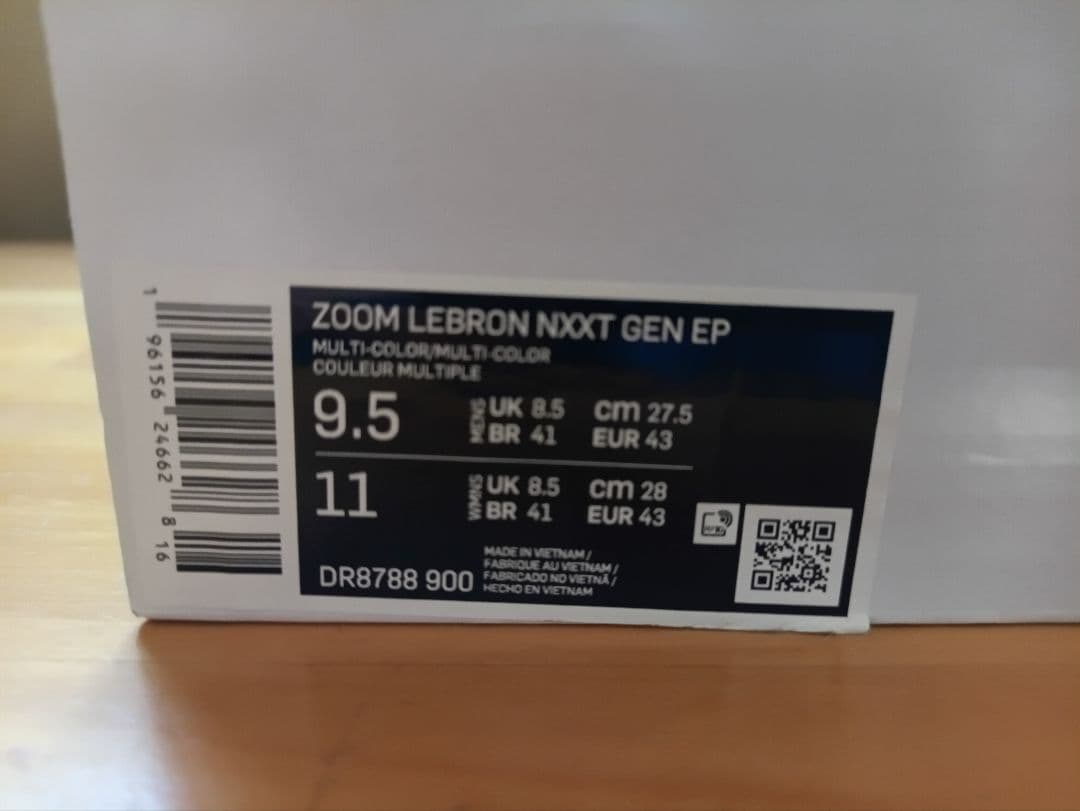 ZOOM LEBRON NXXT GEN EP
MULTI-COLOR/MULTI-COLOR
COULEUR MULTIPLE
9.5 MENS UK 8.5 cm 27.5
BR 41 EUR 43
11 WMNS UK 8.5 cm 28
BR 41 EUR 43
DR8788 900
MADE IN VIETNAM /
FABRIQUE AU VIETNAM /
FABRICADO NO VIETNÃ /
HECHO EN VIETNAM
RFID
1 96156 24662 8 16